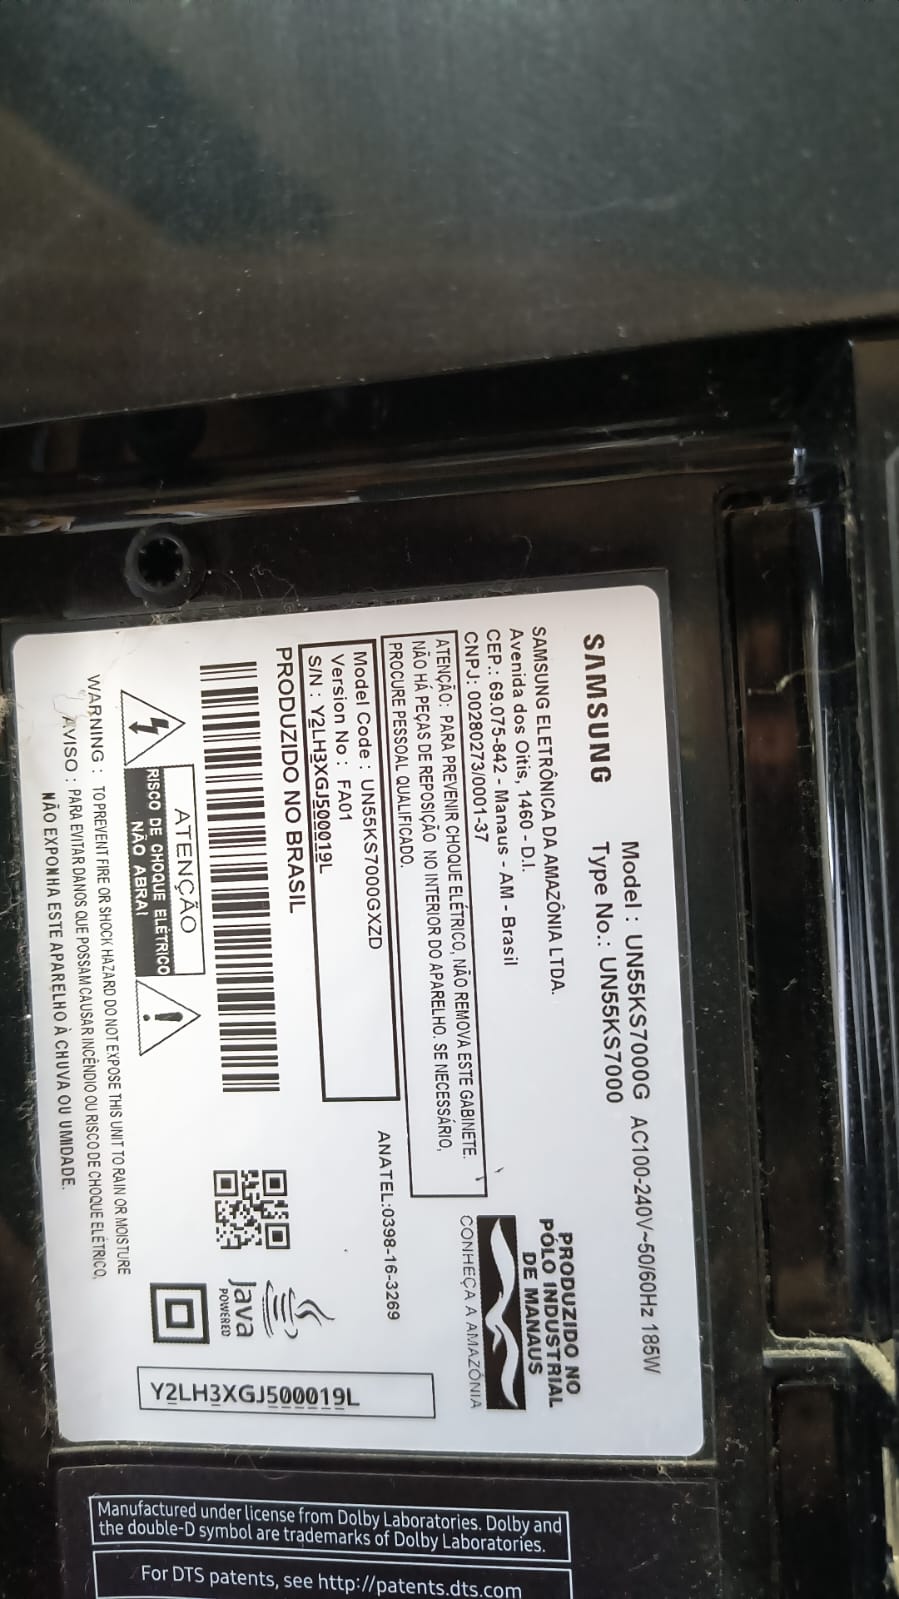 SAMSUNG
Model : UN55KS7000G AC100-240V~50/60Hz 185W
Type No.: UN55KS7000
SAMSUNG ELETRÔNICA DA AMAZÔNIA LTDA.
Avenida dos Oitis, 1460 - D.I.
CEP.: 69.075-842 - Manaus - AM - Brasil
CNPJ: 00280273/0001-37
PRODUZIDO NO
PÓLO INDUSTRIAL
DE MANAUS
CONHEÇA A AMAZÔNIA
ATENÇÃO: PARA PREVENIR CHOQUE ELÉTRICO, NÃO REMOVA ESTE GABINETE.
NÃO HÁ PEÇAS DE REPOSIÇÃO NO INTERIOR DO APARELHO. SE NECESSÁRIO,
PROCURE PESSOAL QUALIFICADO.
Model Code : UN55KS7000GXZD
Version No : FA01
S/N : Y2LH3XGJ500019L
ANATEL:0398-16-3269
PRODUZIDO NO BRASIL
Java
POWERED
Y2LH3XGJ500019L
ATENÇÃO
RISCO DE CHOQUE ELÉTRICO
NÃO ABRA!
WARNING : TO PREVENT FIRE OR SHOCK HAZARD DO NOT EXPOSE THIS UNIT TO RAIN OR MOISTURE
AVISO : PARA EVITAR DANOS QUE POSSAM CAUSAR INCÊNDIO OU RISCO DE CHOQUE ELÉTRICO,
NÃO EXPONHA ESTE APARELHO À CHUVA OU UMIDADE.
Manufactured under license from Dolby Laboratories. Dolby and
the double-D symbol are trademarks of Dolby Laboratories.
For DTS patents, see http://patents.dts.com